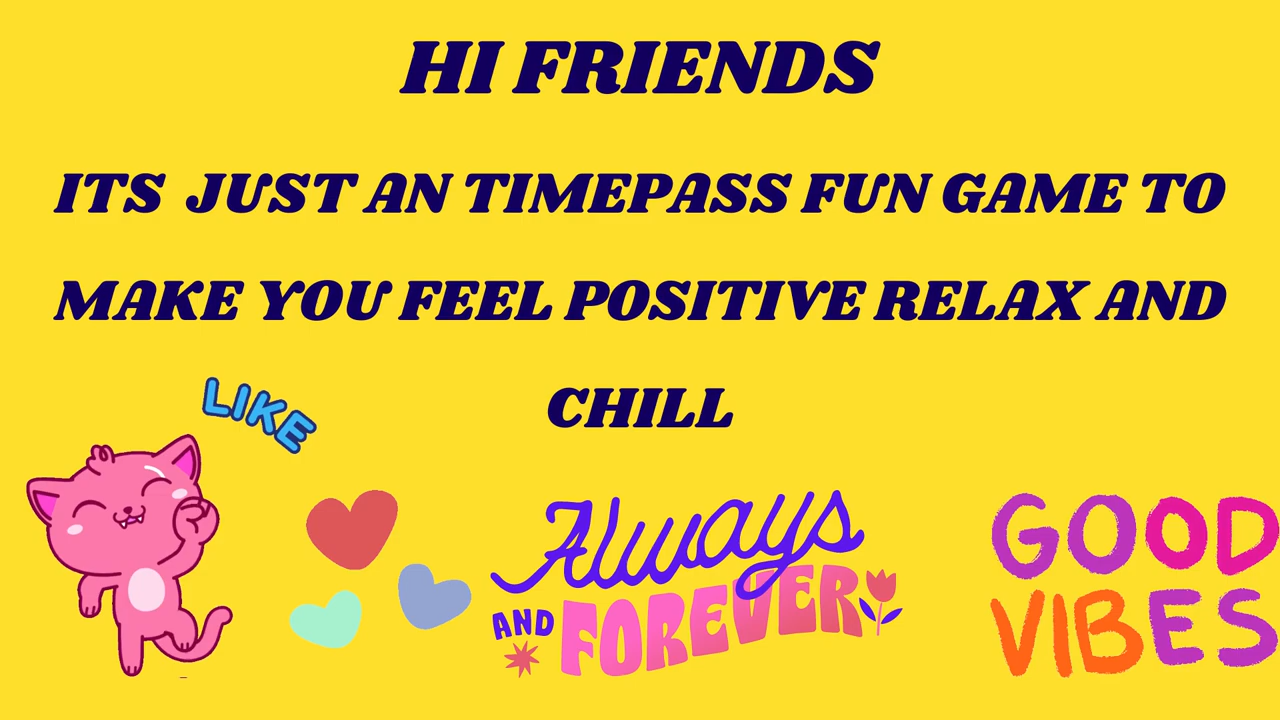 HI FRIENDS
ITS JUST AN TIMEPASS FUN GAME TO
MAKE YOU FEEL POSITIVE RELAX AND
CHILL
LIKE
Always
AND FOREVER
GOOD
VIBES